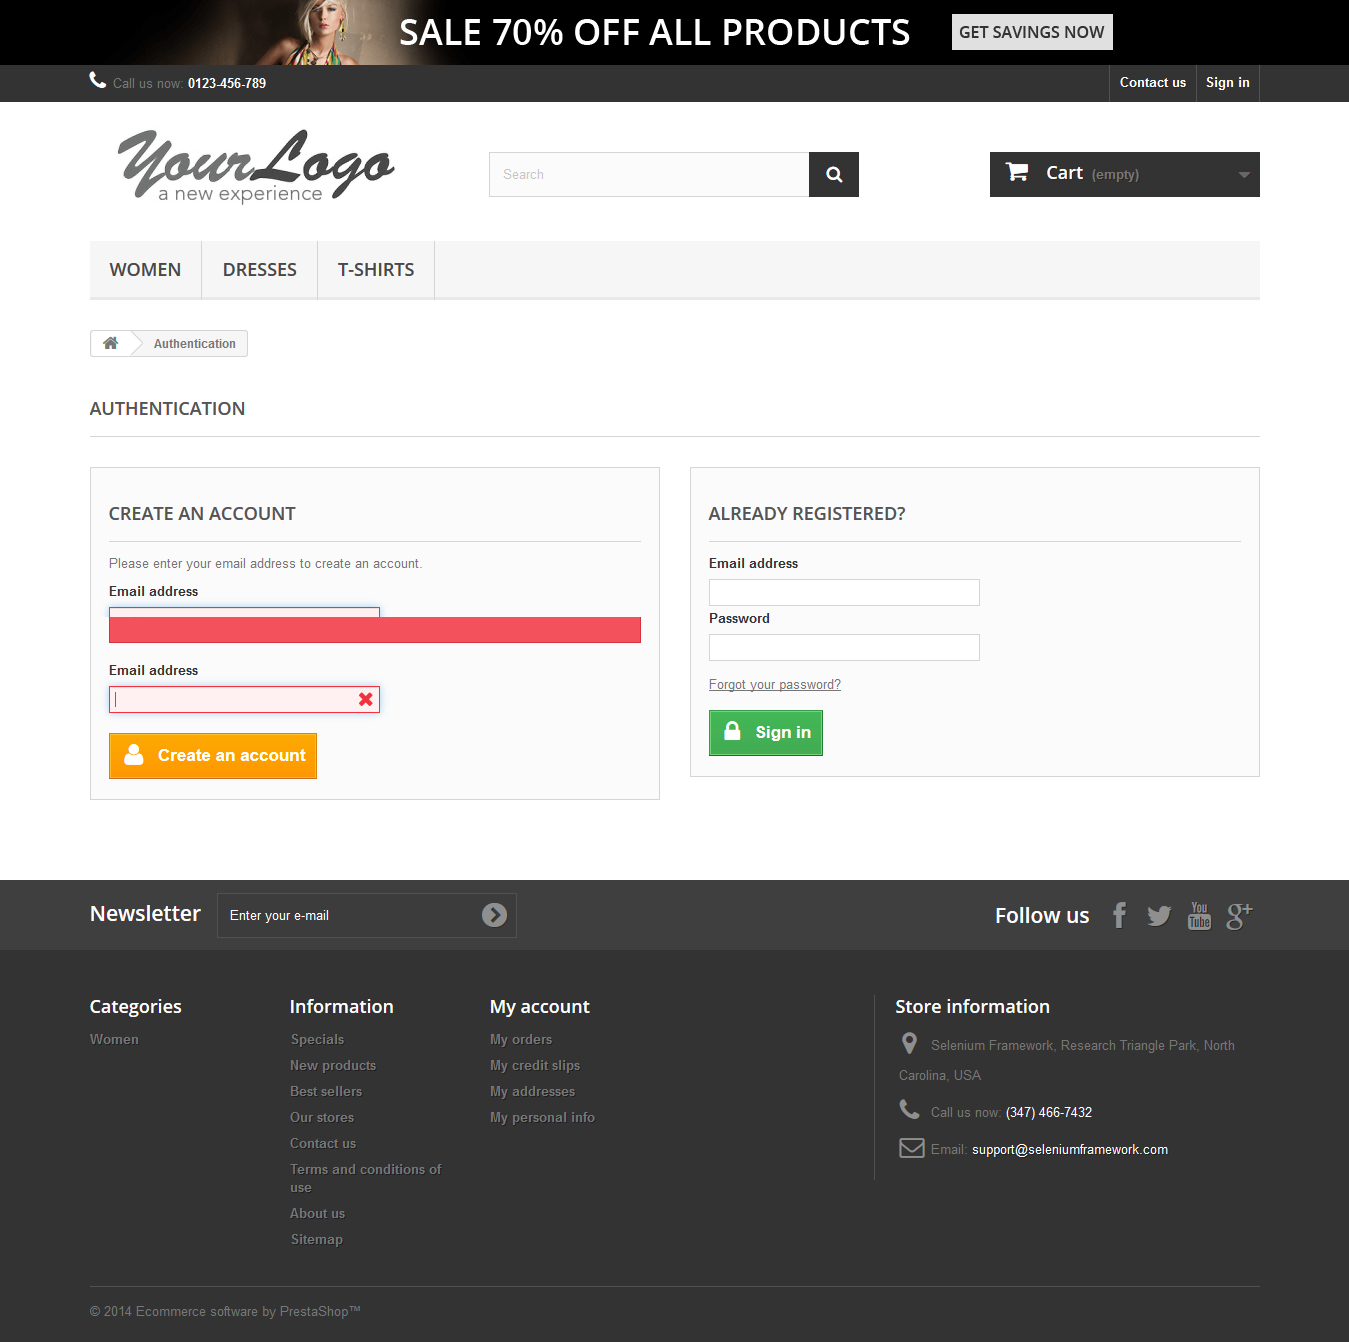 SALE 70% OFF ALL PRODUCTS
GET SAVINGS NOW
Call us now: 0123-456-789
Contact us
Sign in
YourLogo
a new experience
Search
Cart (empty)
WOMEN
DRESSES
T-SHIRTS
Authentication
AUTHENTICATION
CREATE AN ACCOUNT
Please enter your email address to create an account.
Email address
Email address
Create an account
ALREADY REGISTERED?
Email address
Password
Forgot your password?
Sign in
Newsletter
Enter your e-mail
Follow us
You
Tube
g+
Categories
Women
Information
Specials
New products
Best sellers
Our stores
Contact us
Terms and conditions of
use
About us
Sitemap
My account
My orders
My credit slips
My addresses
My personal info
Store information
Selenium Framework, Research Triangle Park, North
Carolina, USA
Call us now: (347) 466-7432
Email: support@seleniumframework.com
© 2014 Ecommerce software by PrestaShop™